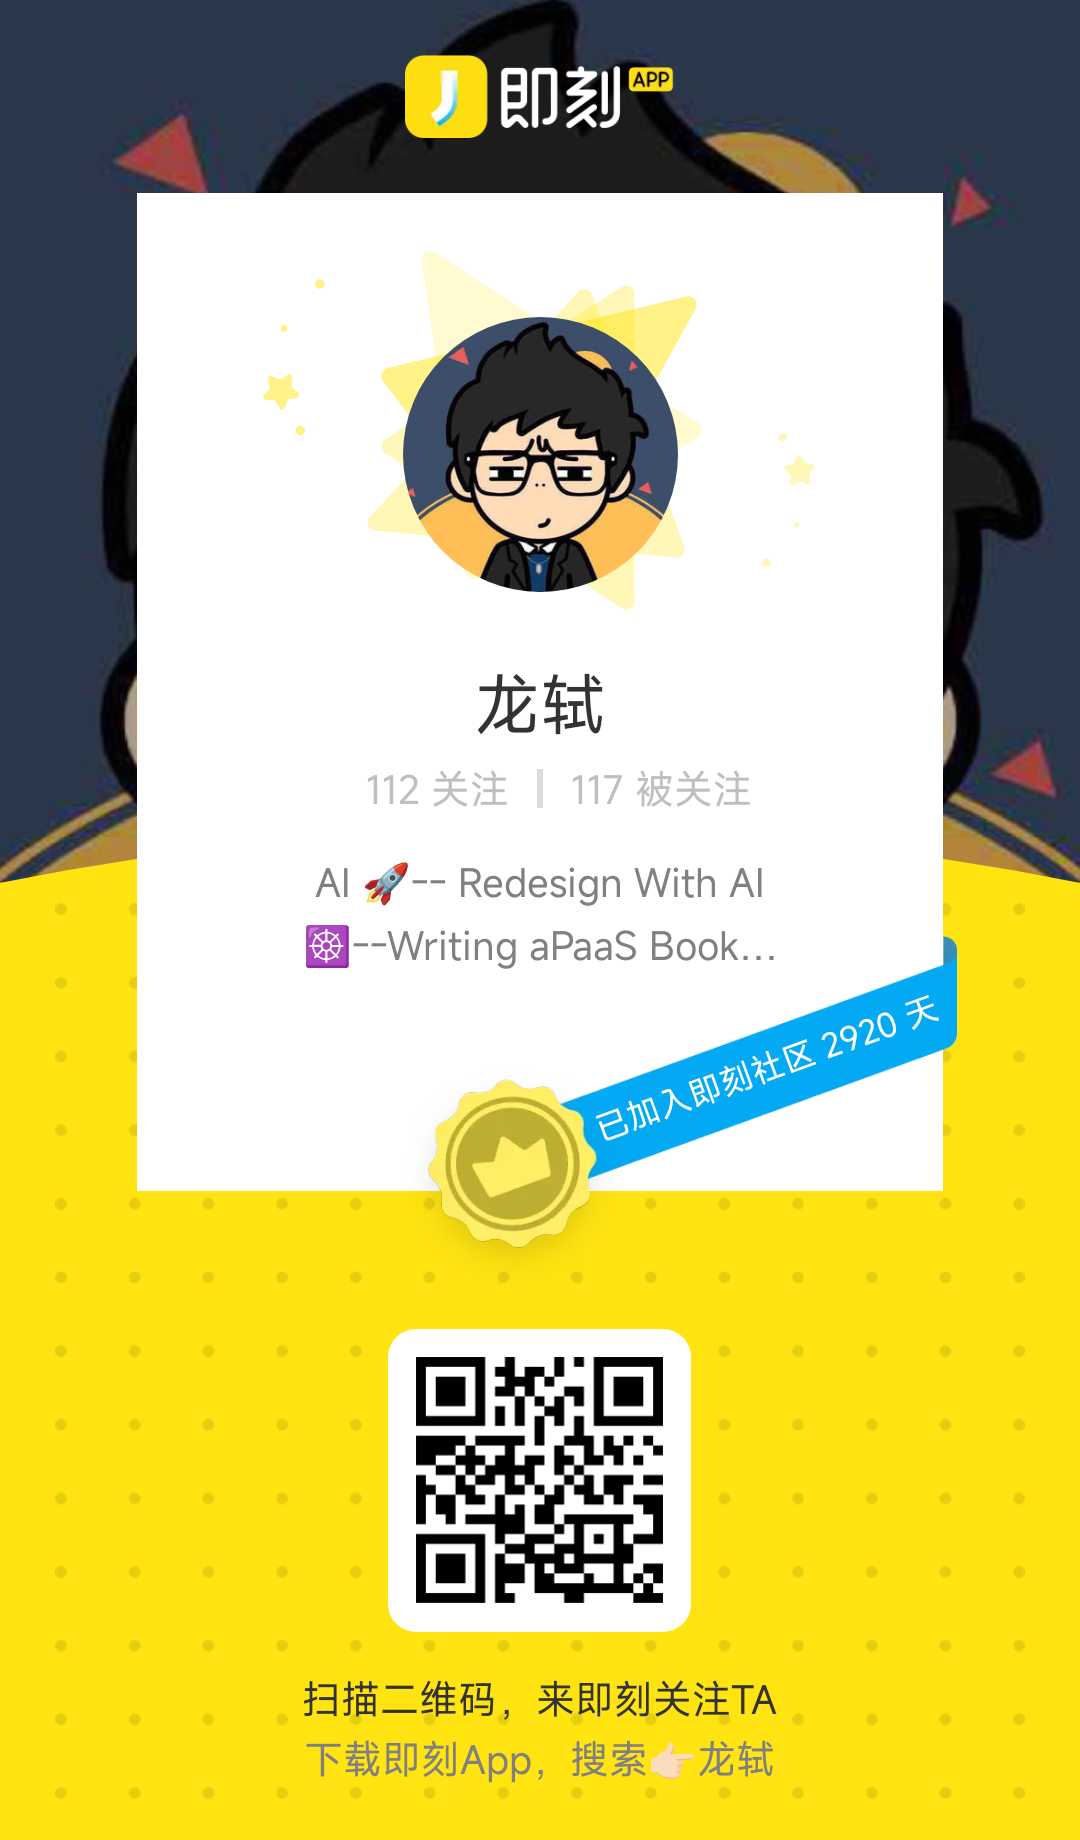 即刻 APP
龙轼
112 关注 | 117 被关注
AI 🚀-- Redesign With AI
☸️--Writing aPaaS Book...
已加入即刻社区 2920 天
扫描二维码，来即刻关注TA
下载即刻App，搜索👉🏻龙轼